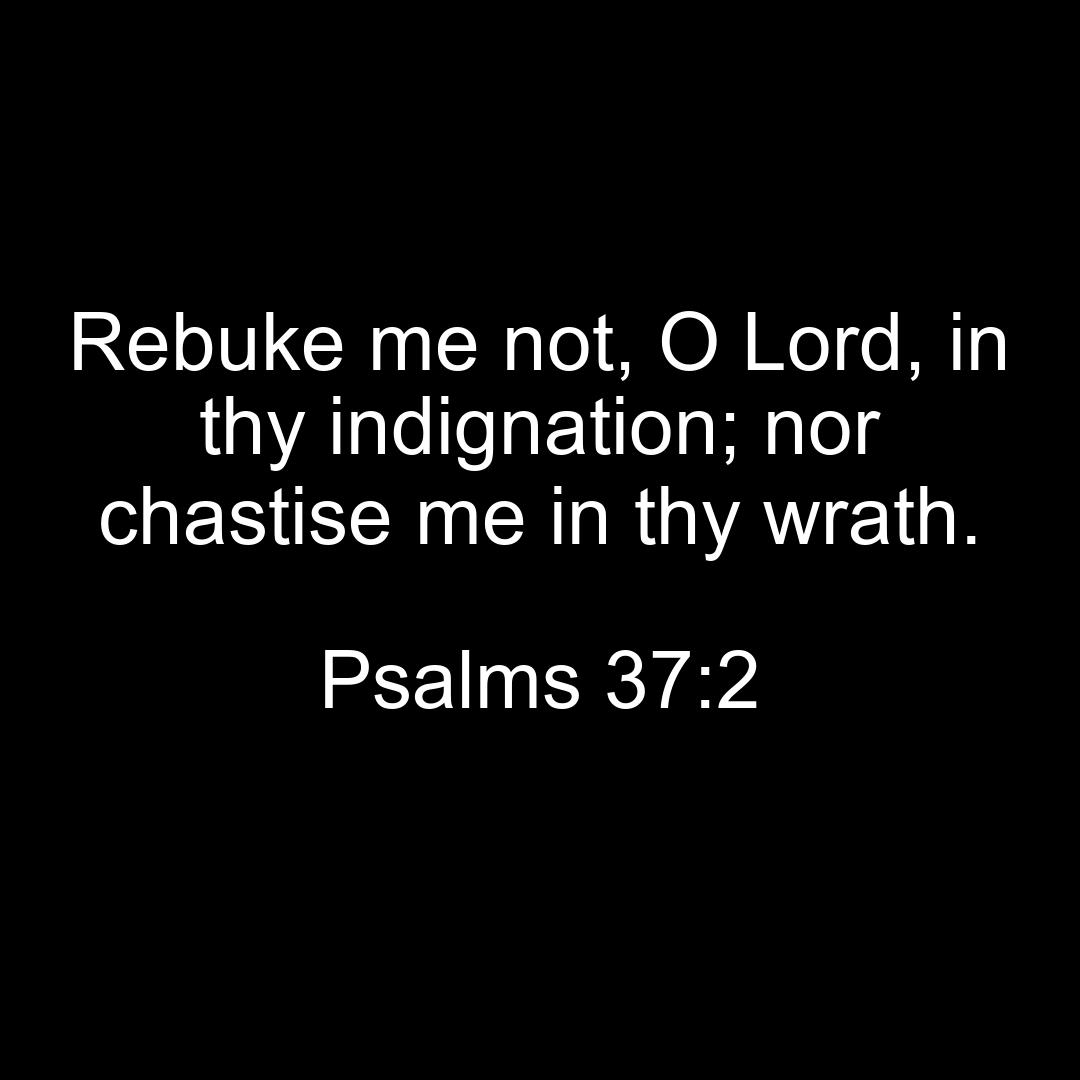 Rebuke me not, O Lord, in
thy indignation; nor
chastise me in thy wrath.
Psalms 37:2